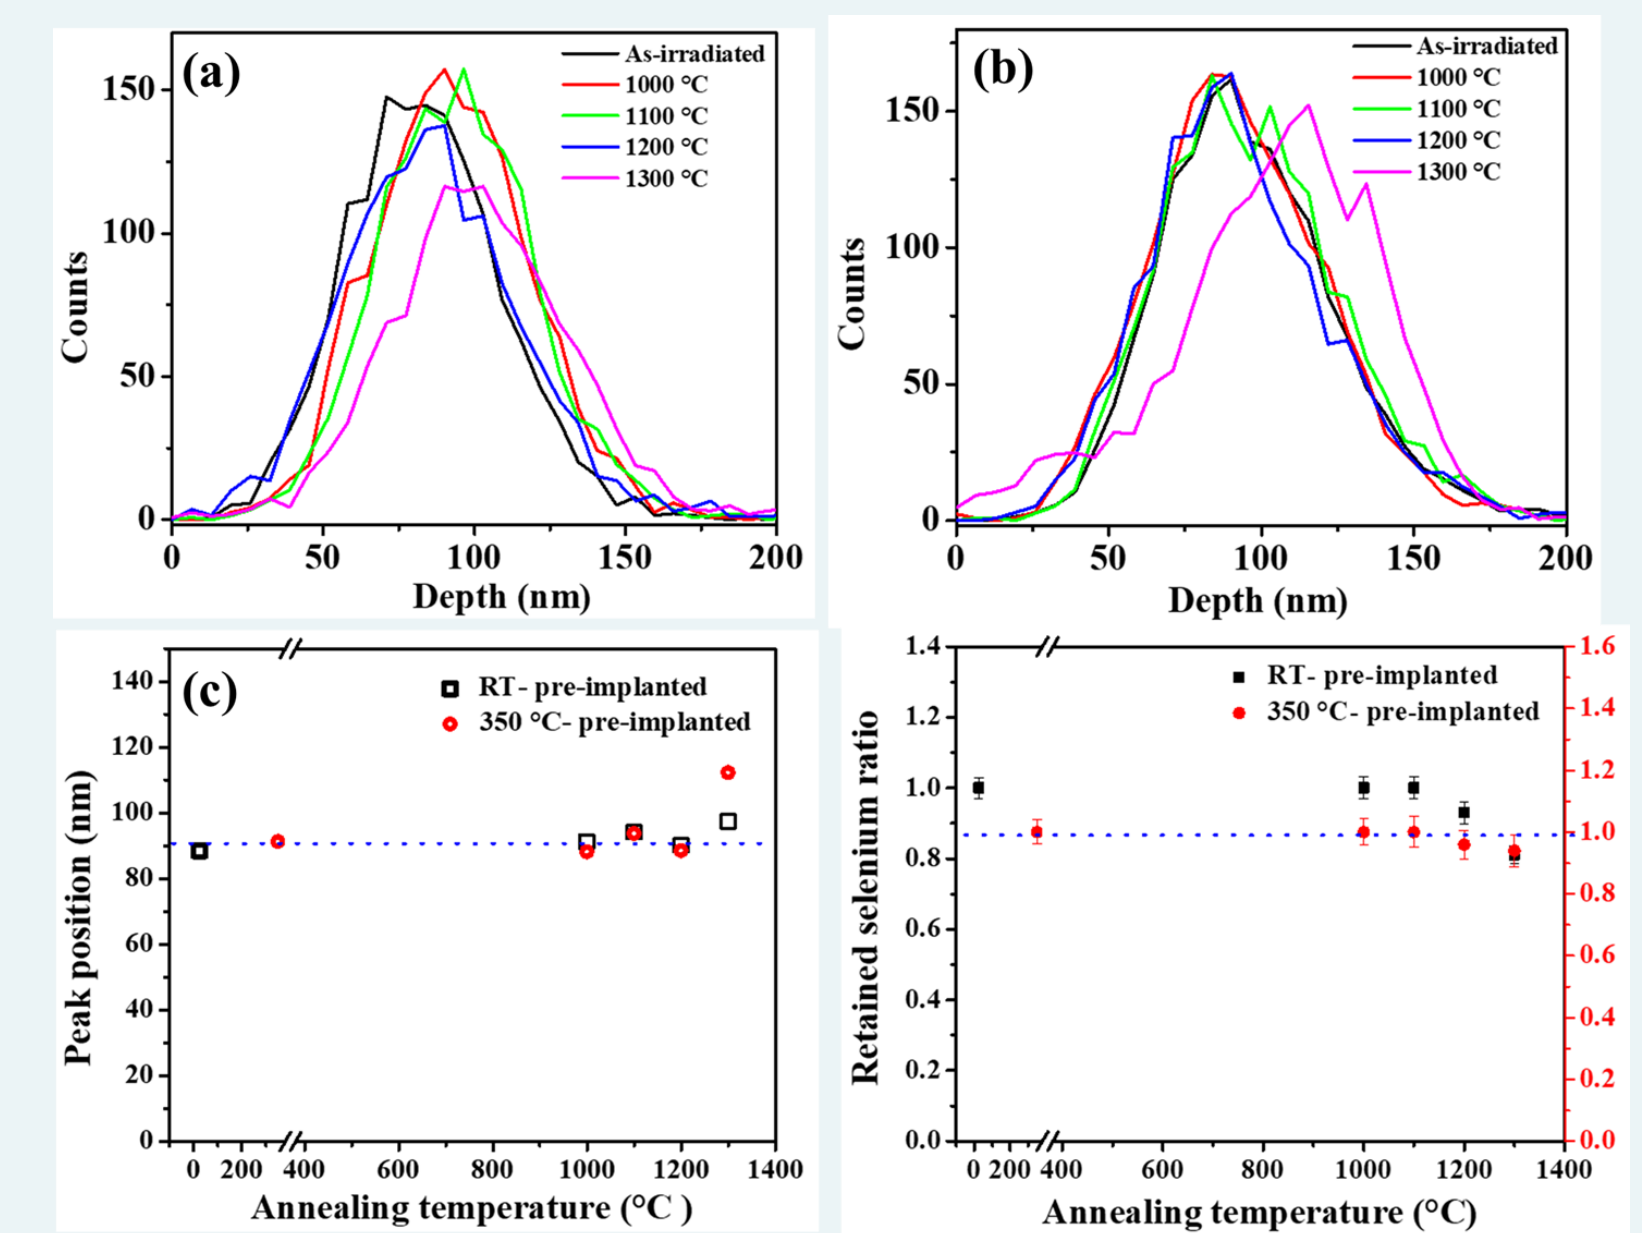 (a)
As-irradiated
1000 °C
1100 °C
1200 °C
1300 °C
150
100
50
0
Counts
0 50 100 150 200
Depth (nm)
(b)
As-irradiated
1000 °C
1100 °C
1200 °C
1300 °C
150
100
50
0
Counts
0 50 100 150 200
Depth (nm)
(c)
RT- pre-implanted
350 °C- pre-implanted
140
120
100
80
60
40
20
0
Peak position (nm)
0 200 400 600 800 1000 1200 1400
Annealing temperature (°C )
RT- pre-implanted
350 °C- pre-implanted
1.4
1.2
1.0
0.8
0.6
0.4
0.2
0.0
Retained selenium ratio
1.6
1.4
1.2
1.0
0.8
0.6
0.4
0.2
0.0
0 200 400 600 800 1000 1200 1400
Annealing temperature (°C)